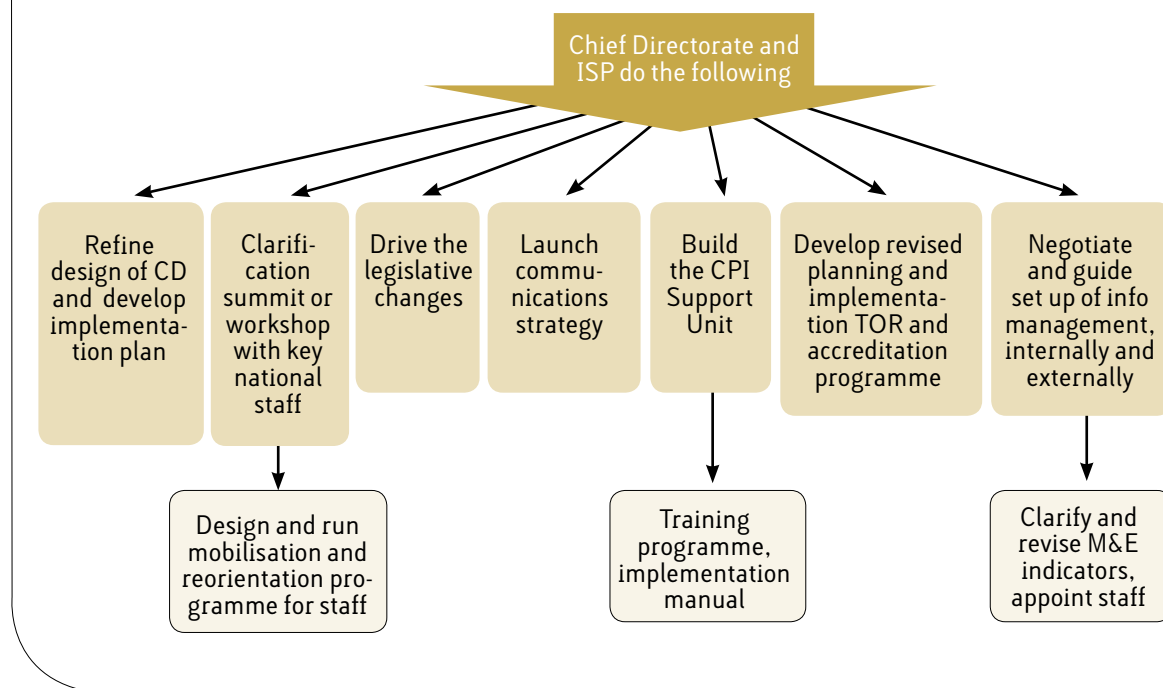 Chief Directorate and
ISP do the following
Refine
design of CD
and develop
implementa-
tion plan
Clarifi-
cation
summit or
workshop
with key
national
staff
Drive the
legislative
changes
Launch
commu-
nications
strategy
Build
the CPI
Support
Unit
Develop revised
planning and
implementa-
tion TOR and
accreditation
programme
Negotiate
and guide
set up of info
management,
internally and
externally
Design and run
mobilisation and
reorientation pro-
gramme for staff
Training
programme,
implementation
manual
Clarify and
revise M&E
indicators,
appoint staff